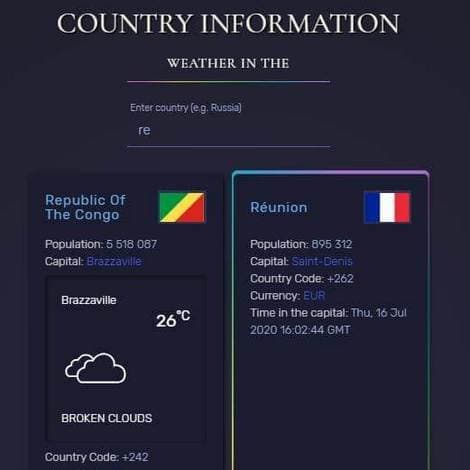 COUNTRY INFORMATION
WEATHER IN THE
Enter country (e.g. Russia)
re
Republic Of
The Congo
Population: 5 518 087
Capital: Brazzaville
Brazzaville
26°C
BROKEN CLOUDS
Country Code: +242
Réunion
Population: 895 312
Capital: Saint-Denis
Country Code: +262
Currency: EUR
Time in the capital: Thu, 16 Jul
2020 16:02:44 GMT